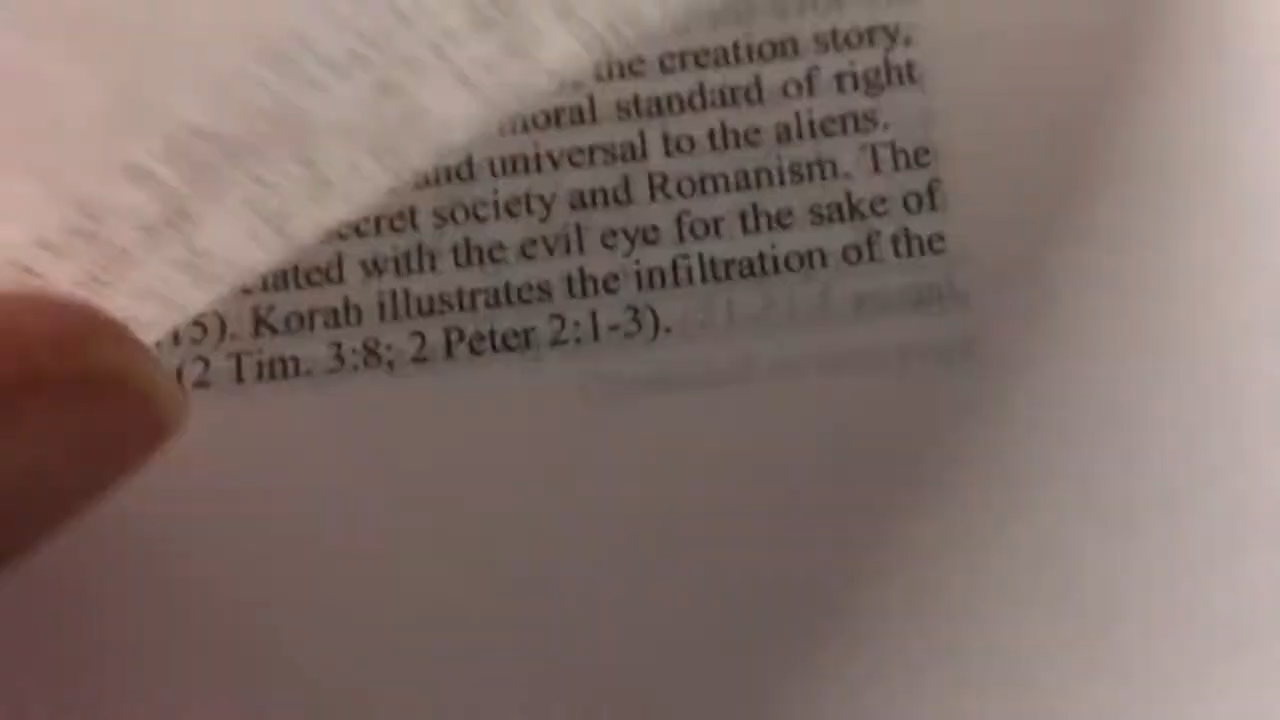 the creation story,
moral standard of right
and universal to the aliens.
society and Romanism. The
with the evil eye for the sake of
15). Korah illustrates the infiltration of the
(2 Tim. 3:8; 2 Peter 2:1-3).